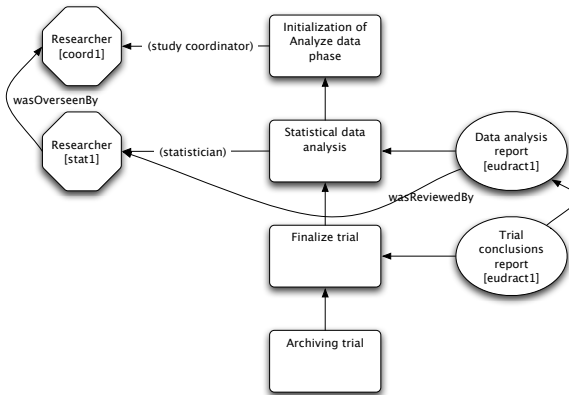 Researcher
[coord1]
(study coordinator)
Initialization of
Analyze data
phase
wasOverseenBy
Researcher
[stat1]
(statistician)
Statistical data
analysis
Data analysis
report
[eudract1]
wasReviewedBy
Finalize trial
Trial
conclusions
report
[eudract1]
Archiving trial